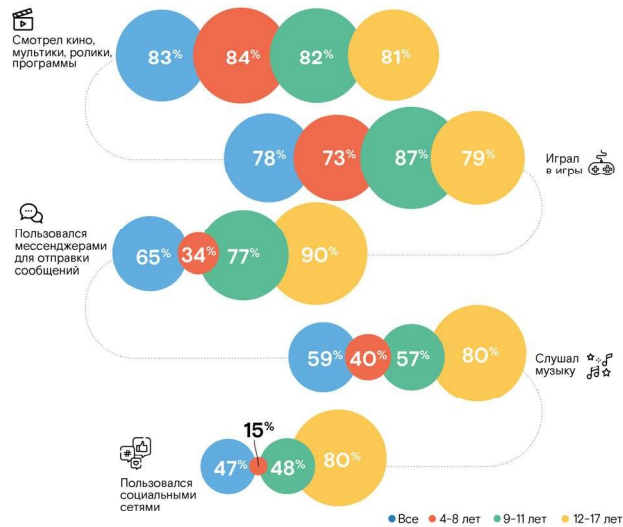 Смотрел кино,
мультики, ролики,
программы
83% 84% 82% 81%
78% 73% 87% 79%
Играл
в игры
Пользовался
мессенджерами
для отправки
сообщений
65% 34% 77% 90%
59% 40% 57% 80%
Слушал
музыку
15%
47% 48% 80%
#
Пользовался
социальными
сетями
Все 4-8 лет 9-11 лет 12-17 лет